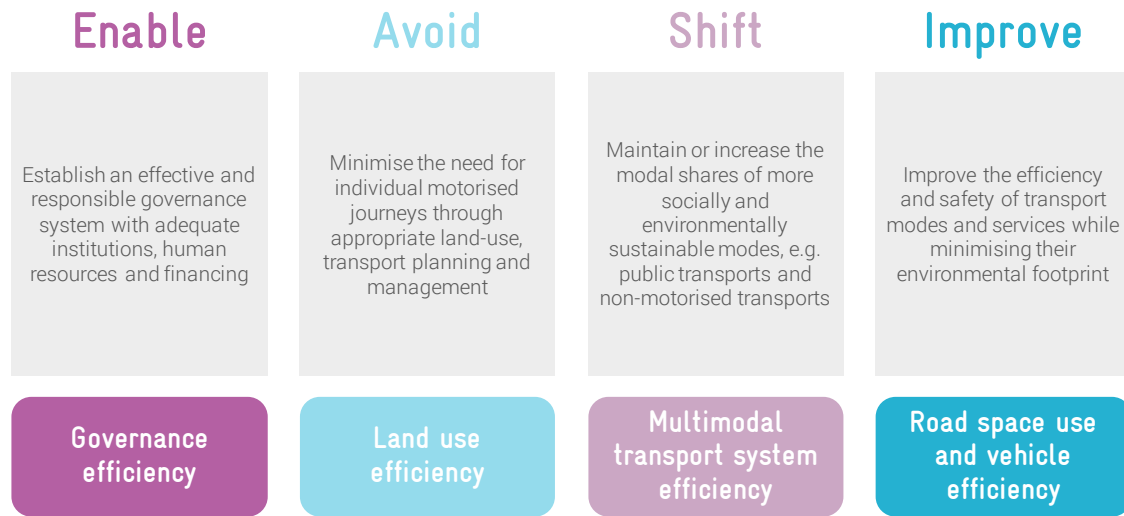 Enable
Establish an effective and
responsible governance
system with adequate
institutions, human
resources and financing
Governance
efficiency
Avoid
Minimise the need for
individual motorised
journeys through
appropriate land-use,
transport planning and
management
Land use
efficiency
Shift
Maintain or increase the
modal shares of more
socially and
environmentally
sustainable modes, e.g.
public transports and
non-motorised transports
Multimodal
transport system
efficiency
Improve
Improve the efficiency
and safety of transport
modes and services while
minimising their
environmental footprint
Road space use
and vehicle
efficiency